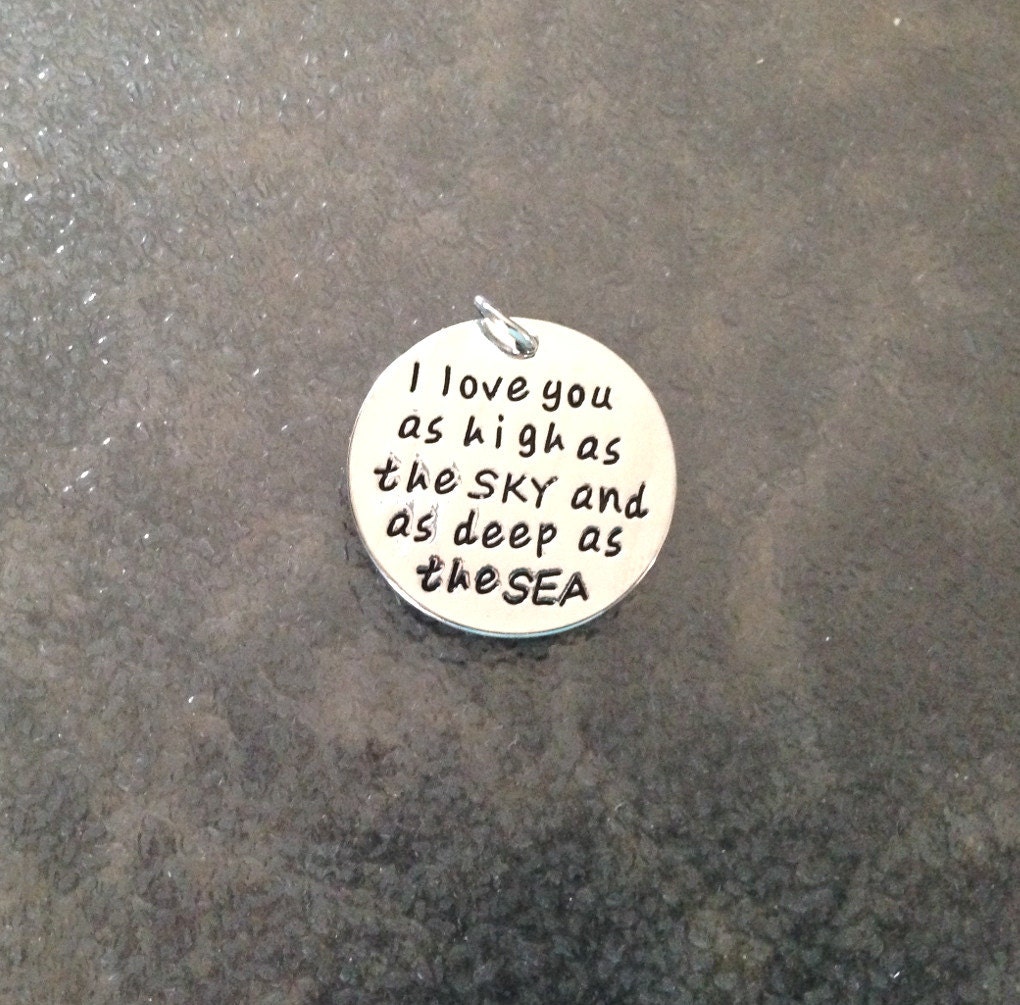 I love you
as high as
the SKY and
as deep as
the SEA